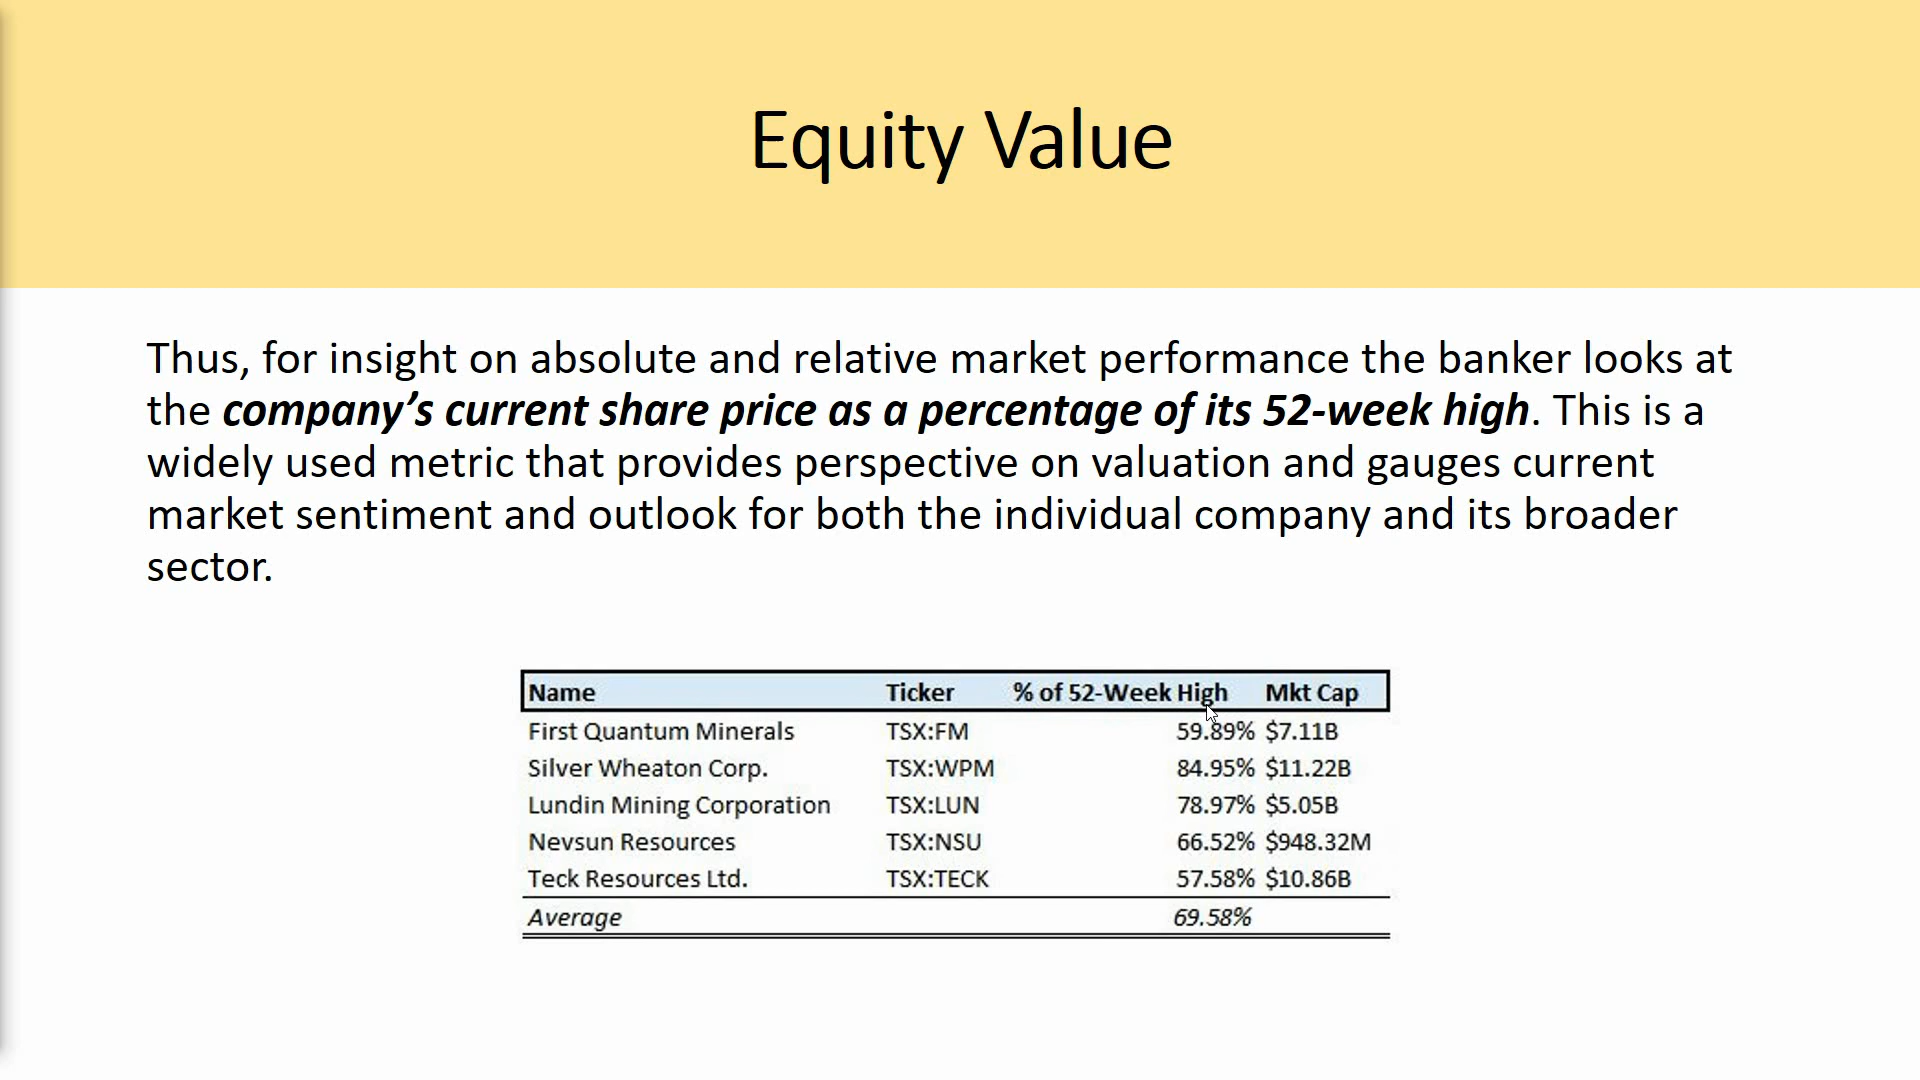 Equity Value
Thus, for insight on absolute and relative market performance the banker looks at
the company’s current share price as a percentage of its 52-week high. This is a
widely used metric that provides perspective on valuation and gauges current
market sentiment and outlook for both the individual company and its broader
sector.
Name Ticker % of 52-Week High Mkt Cap
First Quantum Minerals TSX:FM 59.89% $7.11B
Silver Wheaton Corp. TSX:WPM 84.95% $11.22B
Lundin Mining Corporation TSX:LUN 78.97% $5.05B
Nevsun Resources TSX:NSU 66.52% $948.32M
Teck Resources Ltd. TSX:TECK 57.58% $10.86B
Average 69.58%